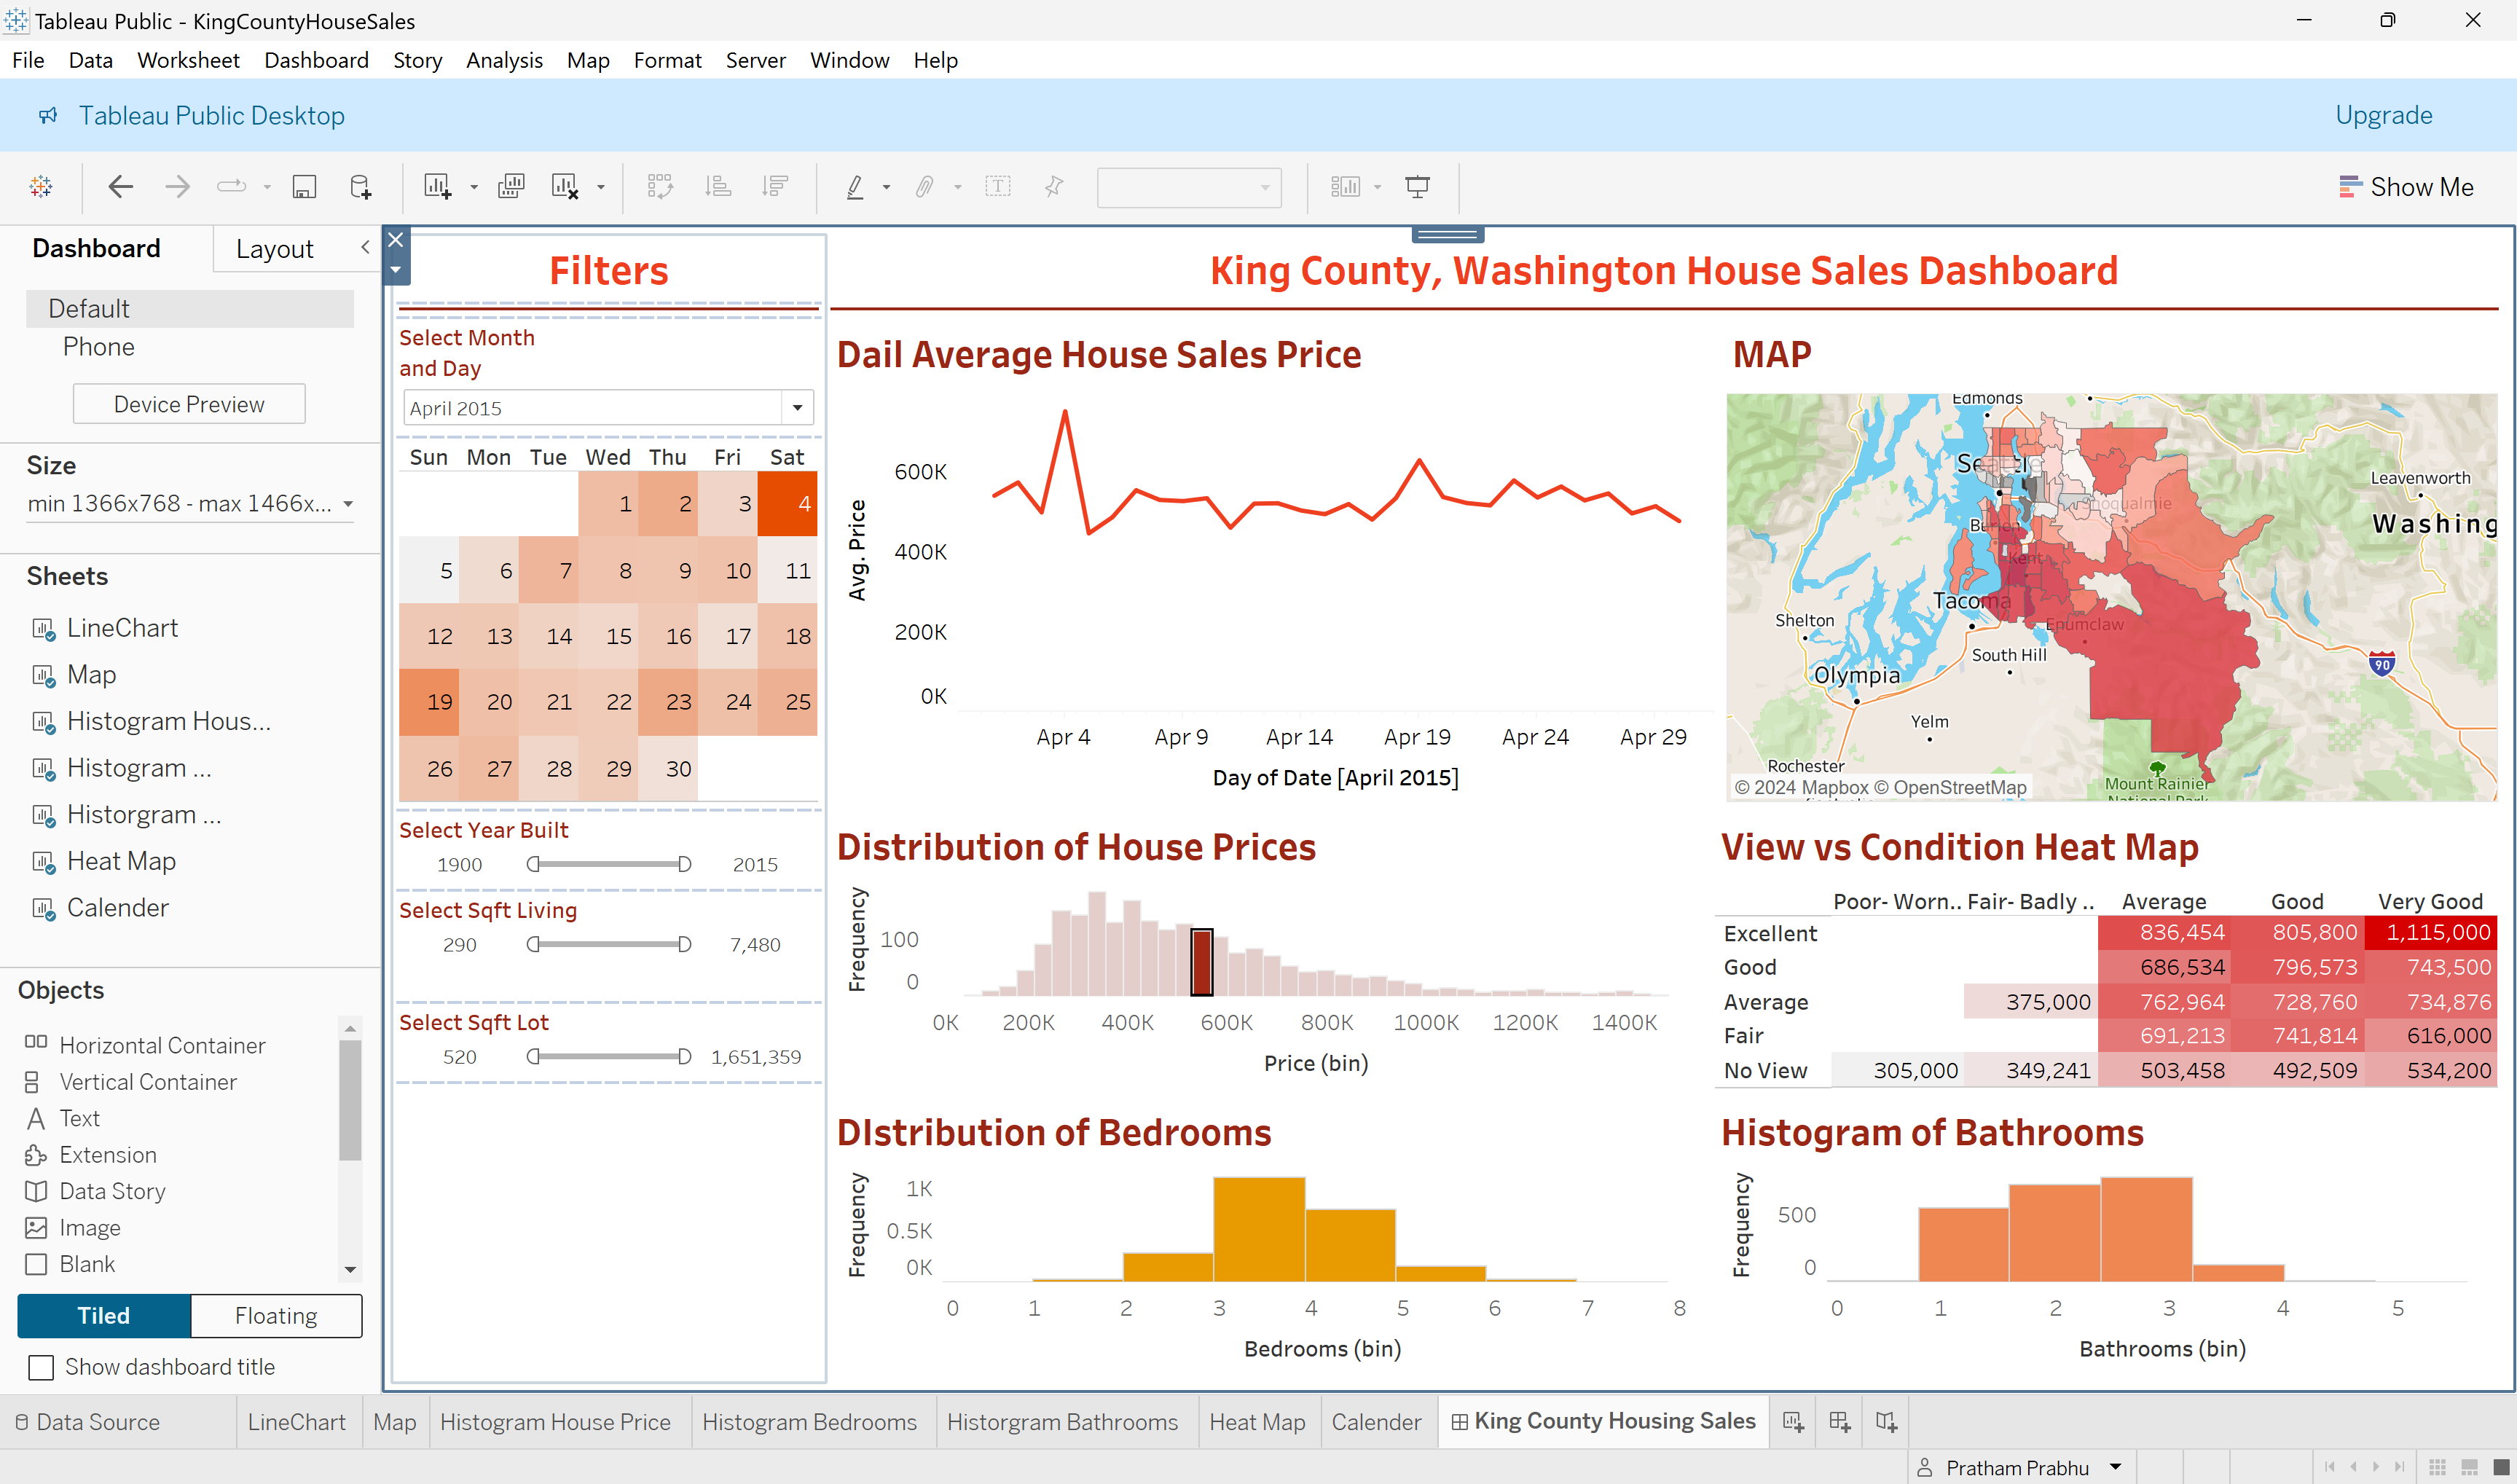 Tableau Public - KingCountyHouseSales
File Data Worksheet Dashboard Story Analysis Map Format Server Window Help
Tableau Public Desktop
Upgrade
Show Me
Dashboard Layout
Default
Phone
Device Preview
Size
min 1366x768 - max 1466x...
Sheets
LineChart
Map
Histogram Hous...
Histogram ...
Historgram ...
Heat Map
Calender
Objects
Horizontal Container
Vertical Container
Text
Extension
Data Story
Image
Blank
Tiled Floating
Show dashboard title
Filters
Select Month
and Day
April 2015
Sun Mon Tue Wed Thu Fri Sat
1 2 3 4
5 6 7 8 9 10 11
12 13 14 15 16 17 18
19 20 21 22 23 24 25
26 27 28 29 30
Select Year Built
1900 2015
Select Sqft Living
290 7,480
Select Sqft Lot
520 1,651,359
King County, Washington House Sales Dashboard
Dail Average House Sales Price
Avg. Price
600K
400K
200K
0K
Apr 4 Apr 9 Apr 14 Apr 19 Apr 24 Apr 29
Day of Date [April 2015]
MAP
Edmonds
Seattle
Leavenworth
Snoqualmie
Washing
Burien
Kent
Tacoma
Shelton
Enumclaw
South Hill
90
Olympia
Yelm
Rochester
Mount Rainier
National Park
© 2024 Mapbox © OpenStreetMap
Distribution of House Prices
Frequency
100
0
0K 200K 400K 600K 800K 1000K 1200K 1400K
Price (bin)
View vs Condition Heat Map
Poor- Worn.. Fair- Badly .. Average Good Very Good
Excellent 836,454 805,800 1,115,000
Good 686,534 796,573 743,500
Average 375,000 762,964 728,760 734,876
Fair 691,213 741,814 616,000
No View 305,000 349,241 503,458 492,509 534,200
DIstribution of Bedrooms
Frequency
1K
0.5K
0K
0 1 2 3 4 5 6 7 8
Bedrooms (bin)
Histogram of Bathrooms
Frequency
500
0
0 1 2 3 4 5
Bathrooms (bin)
Data Source LineChart Map Histogram House Price Histogram Bedrooms Historgram Bathrooms Heat Map Calender King County Housing Sales
Pratham Prabhu